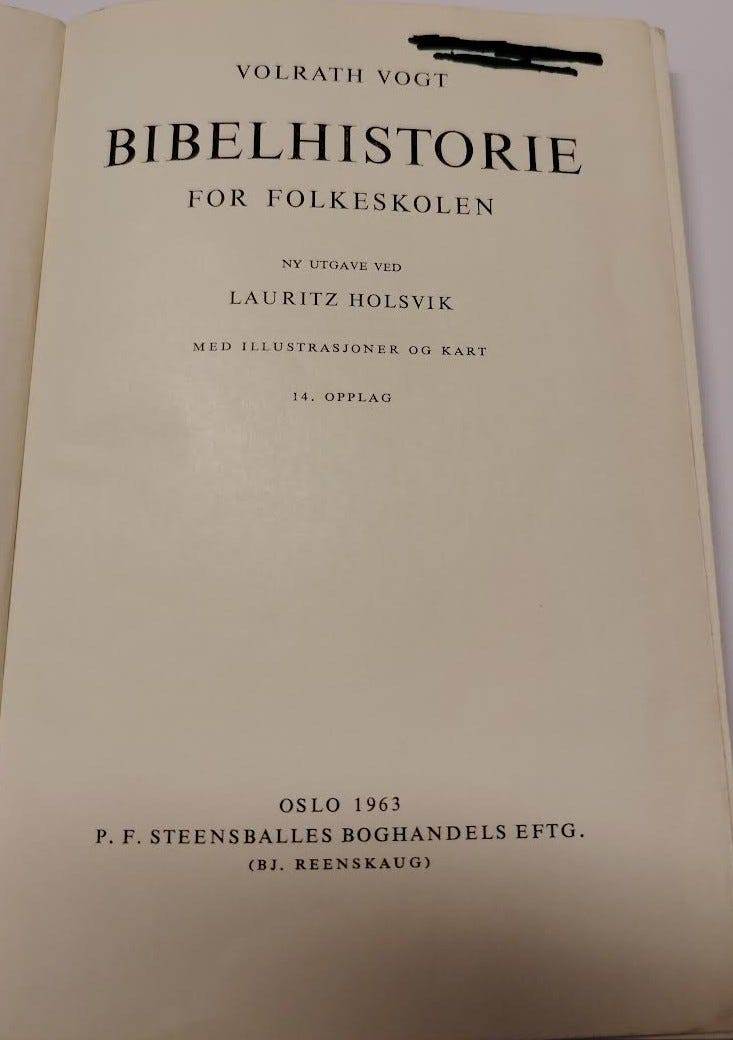 VOLRATH VOGT
BIBELHISTORIE
FOR FOLKESKOLEN
NY UTGAVE VED
LAURITZ HOLSVIK
MED ILLUSTRASJONER OG KART
14. OPPLAG
OSLO 1963
P. F. STEENSBALLES BOGHANDELS EFTG.
(BJ. REENSKAUG)